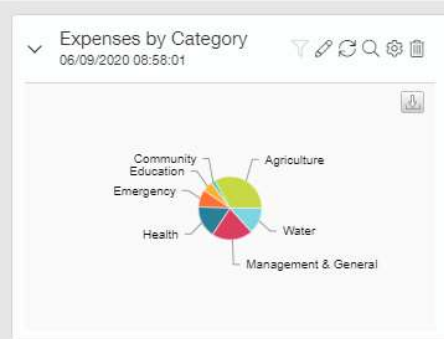 Expenses by Category
06/09/2020 08:58:01
Community
Education
Agriculture
Emergency
Health
Water
Management & General